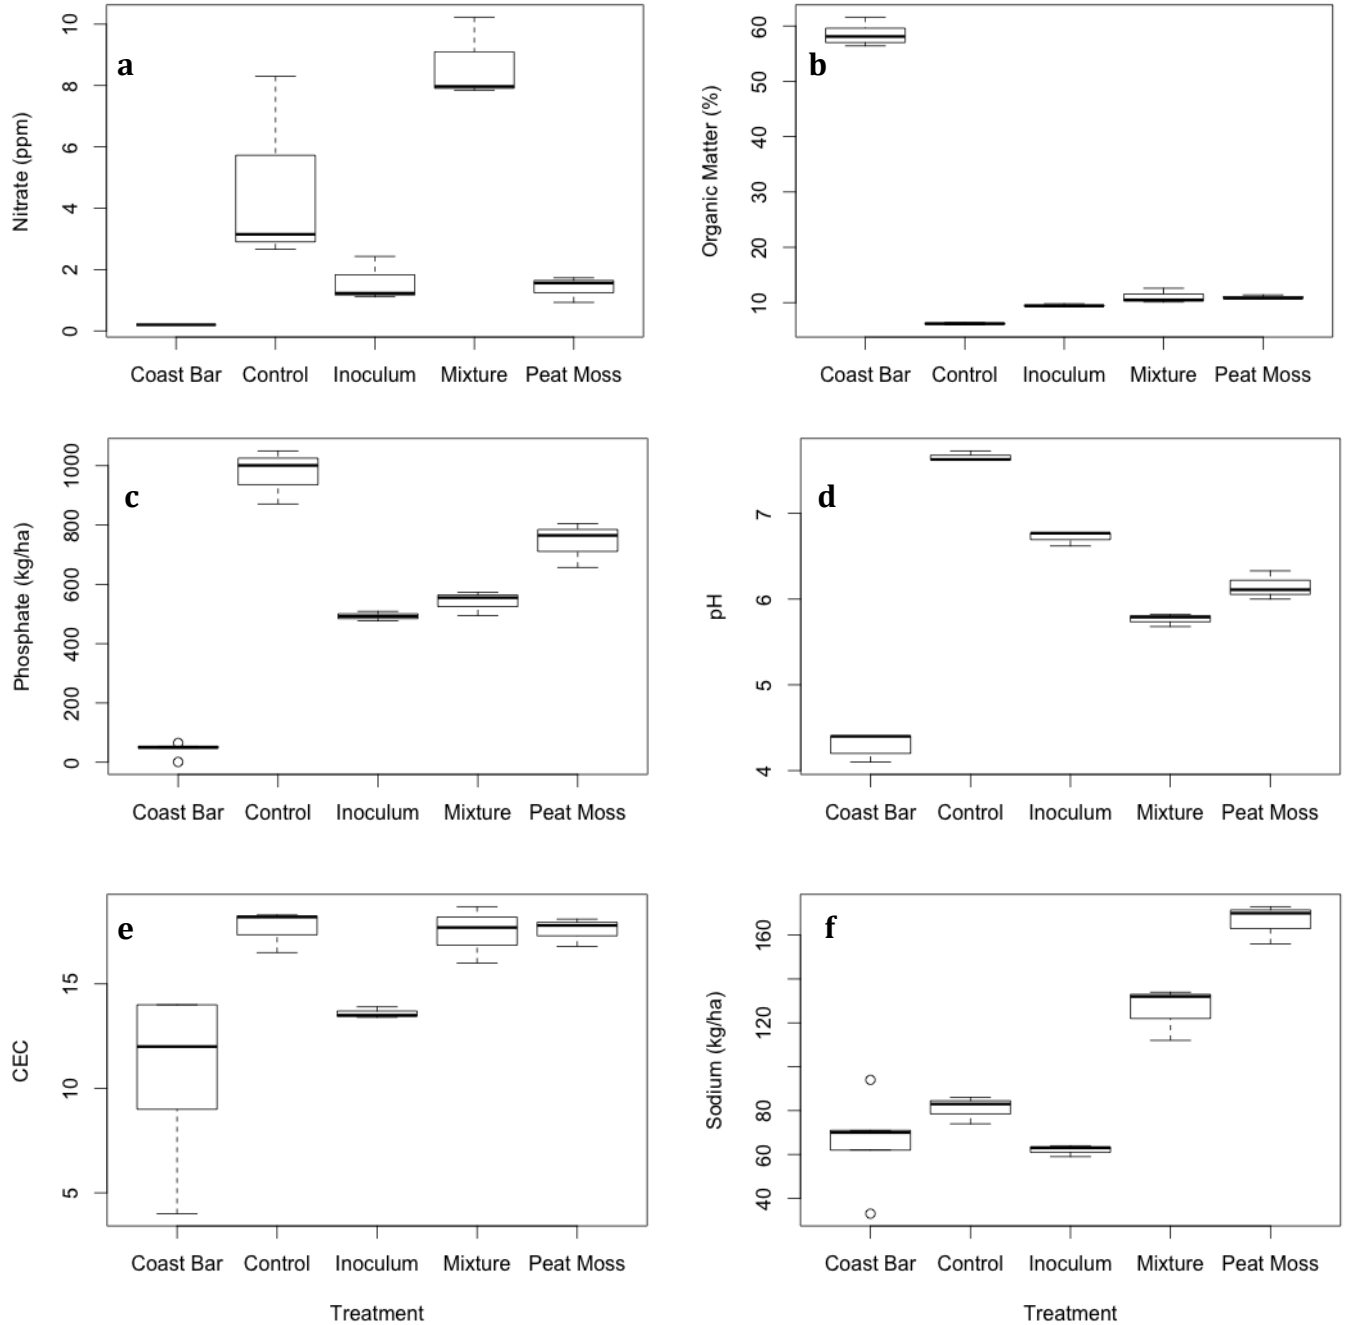 a
Nitrate (ppm)
0 2 4 6 8 10
Coast Bar Control Inoculum Mixture Peat Moss
b
Organic Matter (%)
10 20 30 40 50 60
Coast Bar Control Inoculum Mixture Peat Moss
c
Phosphate (kg/ha)
0 200 400 600 800 1000
Coast Bar Control Inoculum Mixture Peat Moss
d
pH
4 5 6 7
Coast Bar Control Inoculum Mixture Peat Moss
e
CEC
5 10 15
Coast Bar Control Inoculum Mixture Peat Moss
Treatment
f
Sodium (kg/ha)
40 60 80 120 160
Coast Bar Control Inoculum Mixture Peat Moss
Treatment